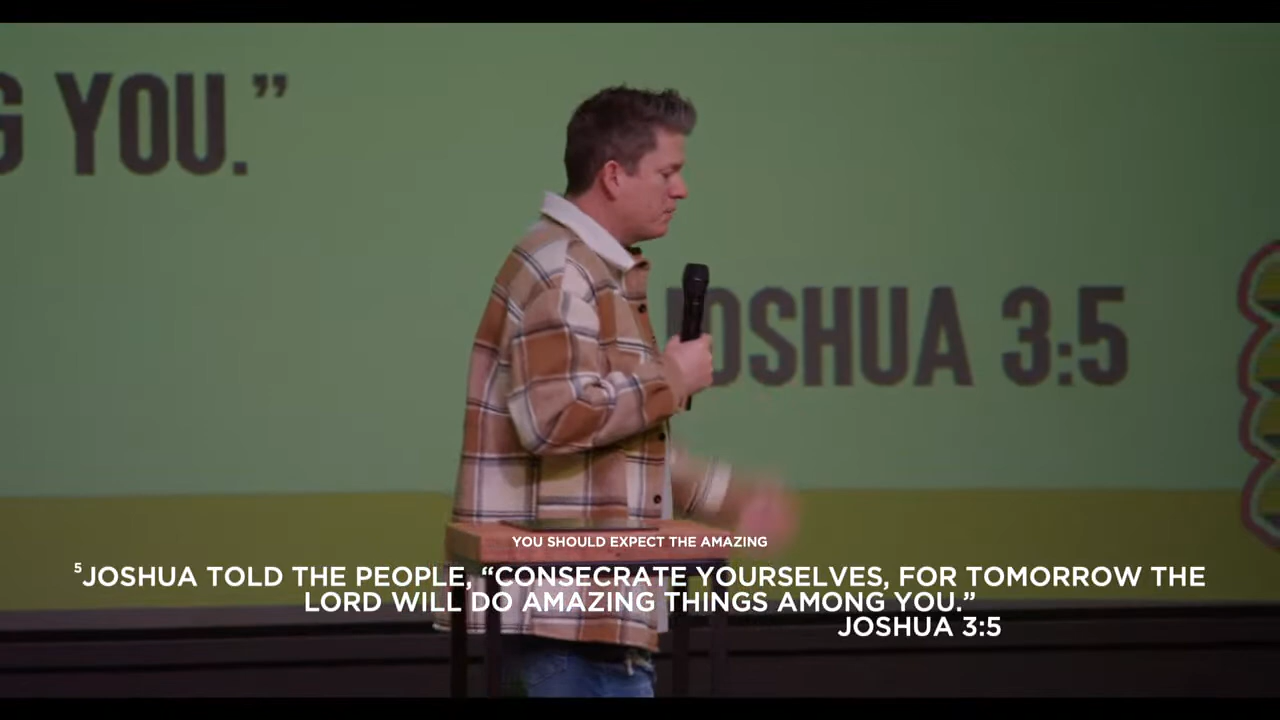 YOU."
JOSHUA 3:5
YOU SHOULD EXPECT THE AMAZING
5JOSHUA TOLD THE PEOPLE, “CONSECRATE YOURSELVES, FOR TOMORROW THE
LORD WILL DO AMAZING THINGS AMONG YOU.”
JOSHUA 3:5